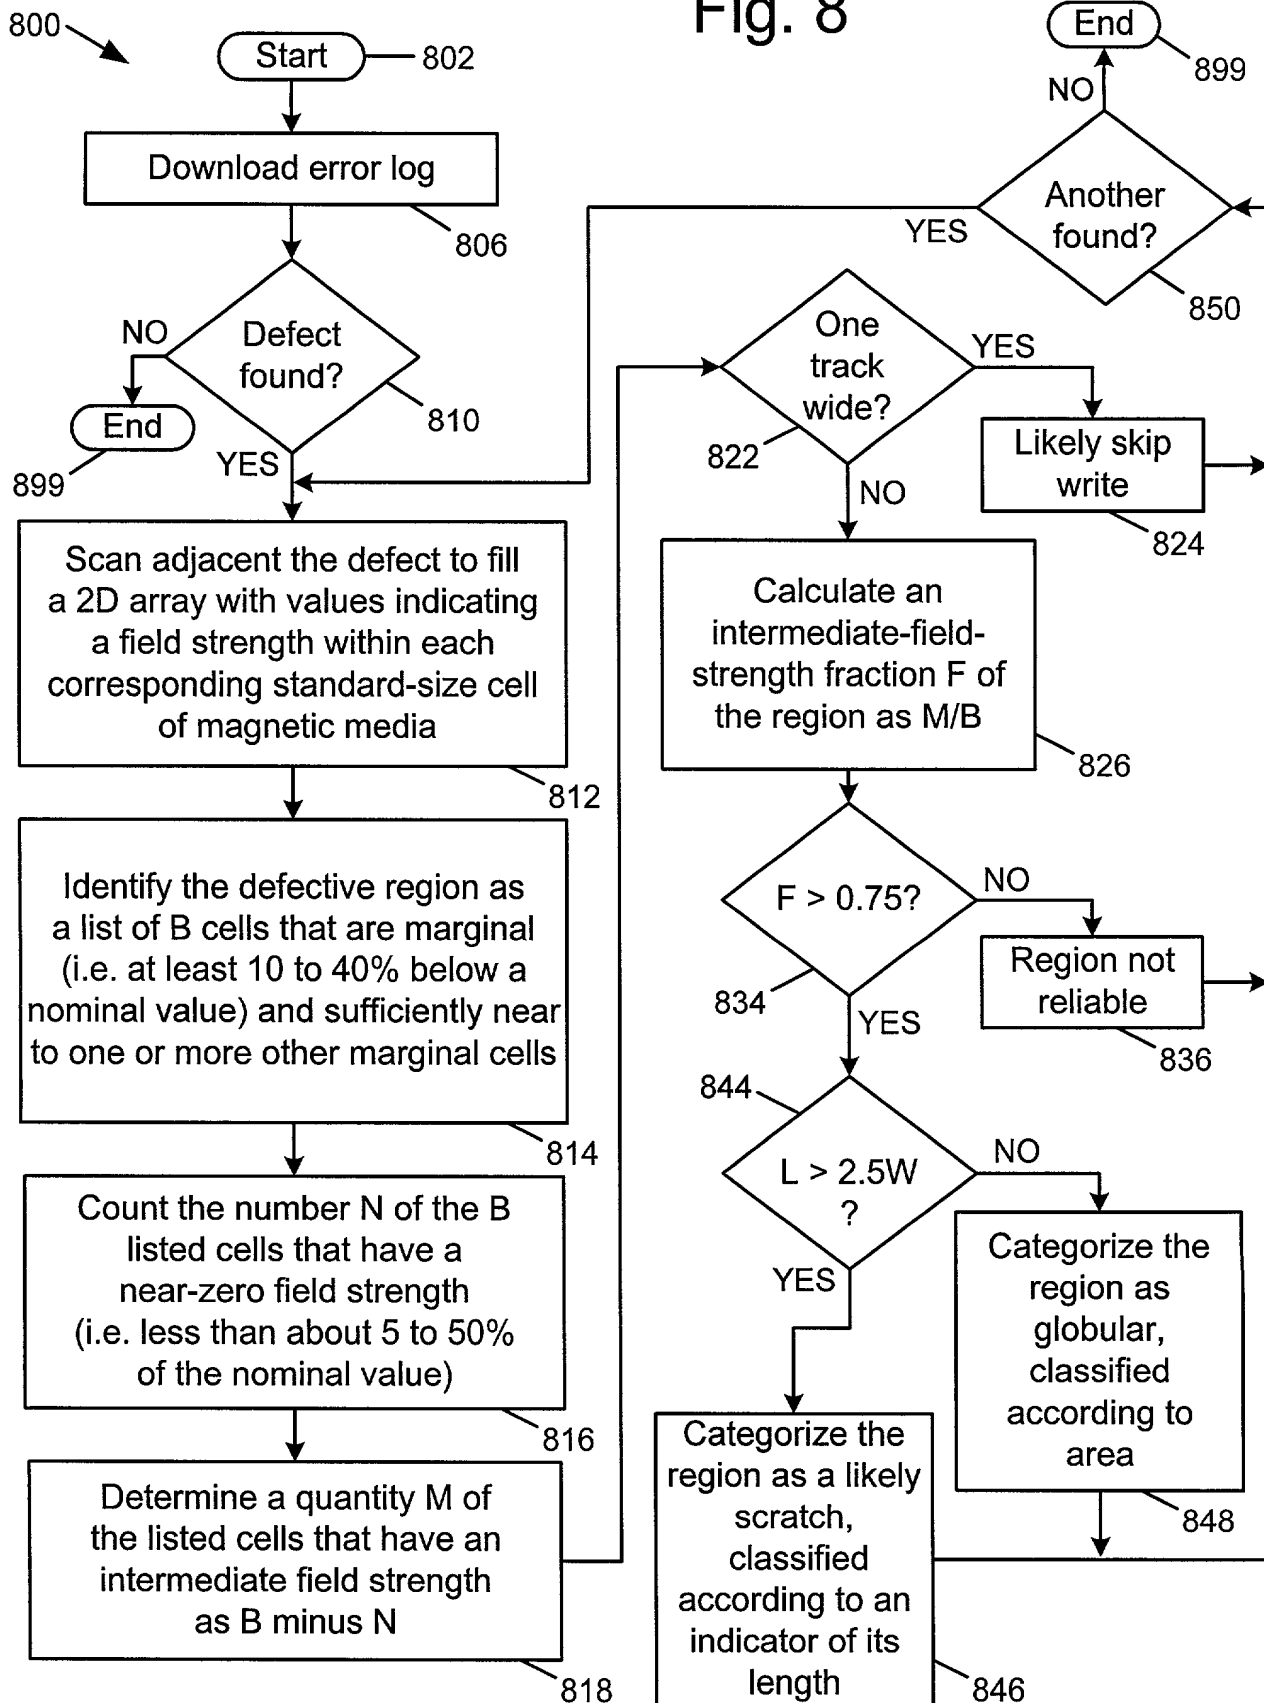 Fig. 8
800
Start
802
Download error log
806
Defect
found?
810
NO
End
899
YES
Scan adjacent the defect to fill
a 2D array with values indicating
a field strength within each
corresponding standard-size cell
of magnetic media
812
Identify the defective region as
a list of B cells that are marginal
(i.e. at least 10 to 40% below a
nominal value) and sufficiently near
to one or more other marginal cells
814
Count the number N of the B
listed cells that have a
near-zero field strength
(i.e. less than about 5 to 50%
of the nominal value)
816
Determine a quantity M of
the listed cells that have an
intermediate field strength
as B minus N
818
One
track
wide?
822
YES
Likely skip
write
824
NO
Calculate an
intermediate-field-
strength fraction F of
the region as M/B
826
F > 0.75?
834
NO
Region not
reliable
836
YES
844
L > 2.5W
?
NO
Categorize the
region as
globular,
classified
according to
area
848
YES
Categorize the
region as a likely
scratch,
classified
according to an
indicator of its
length
846
Another
found?
850
YES
NO
End
899